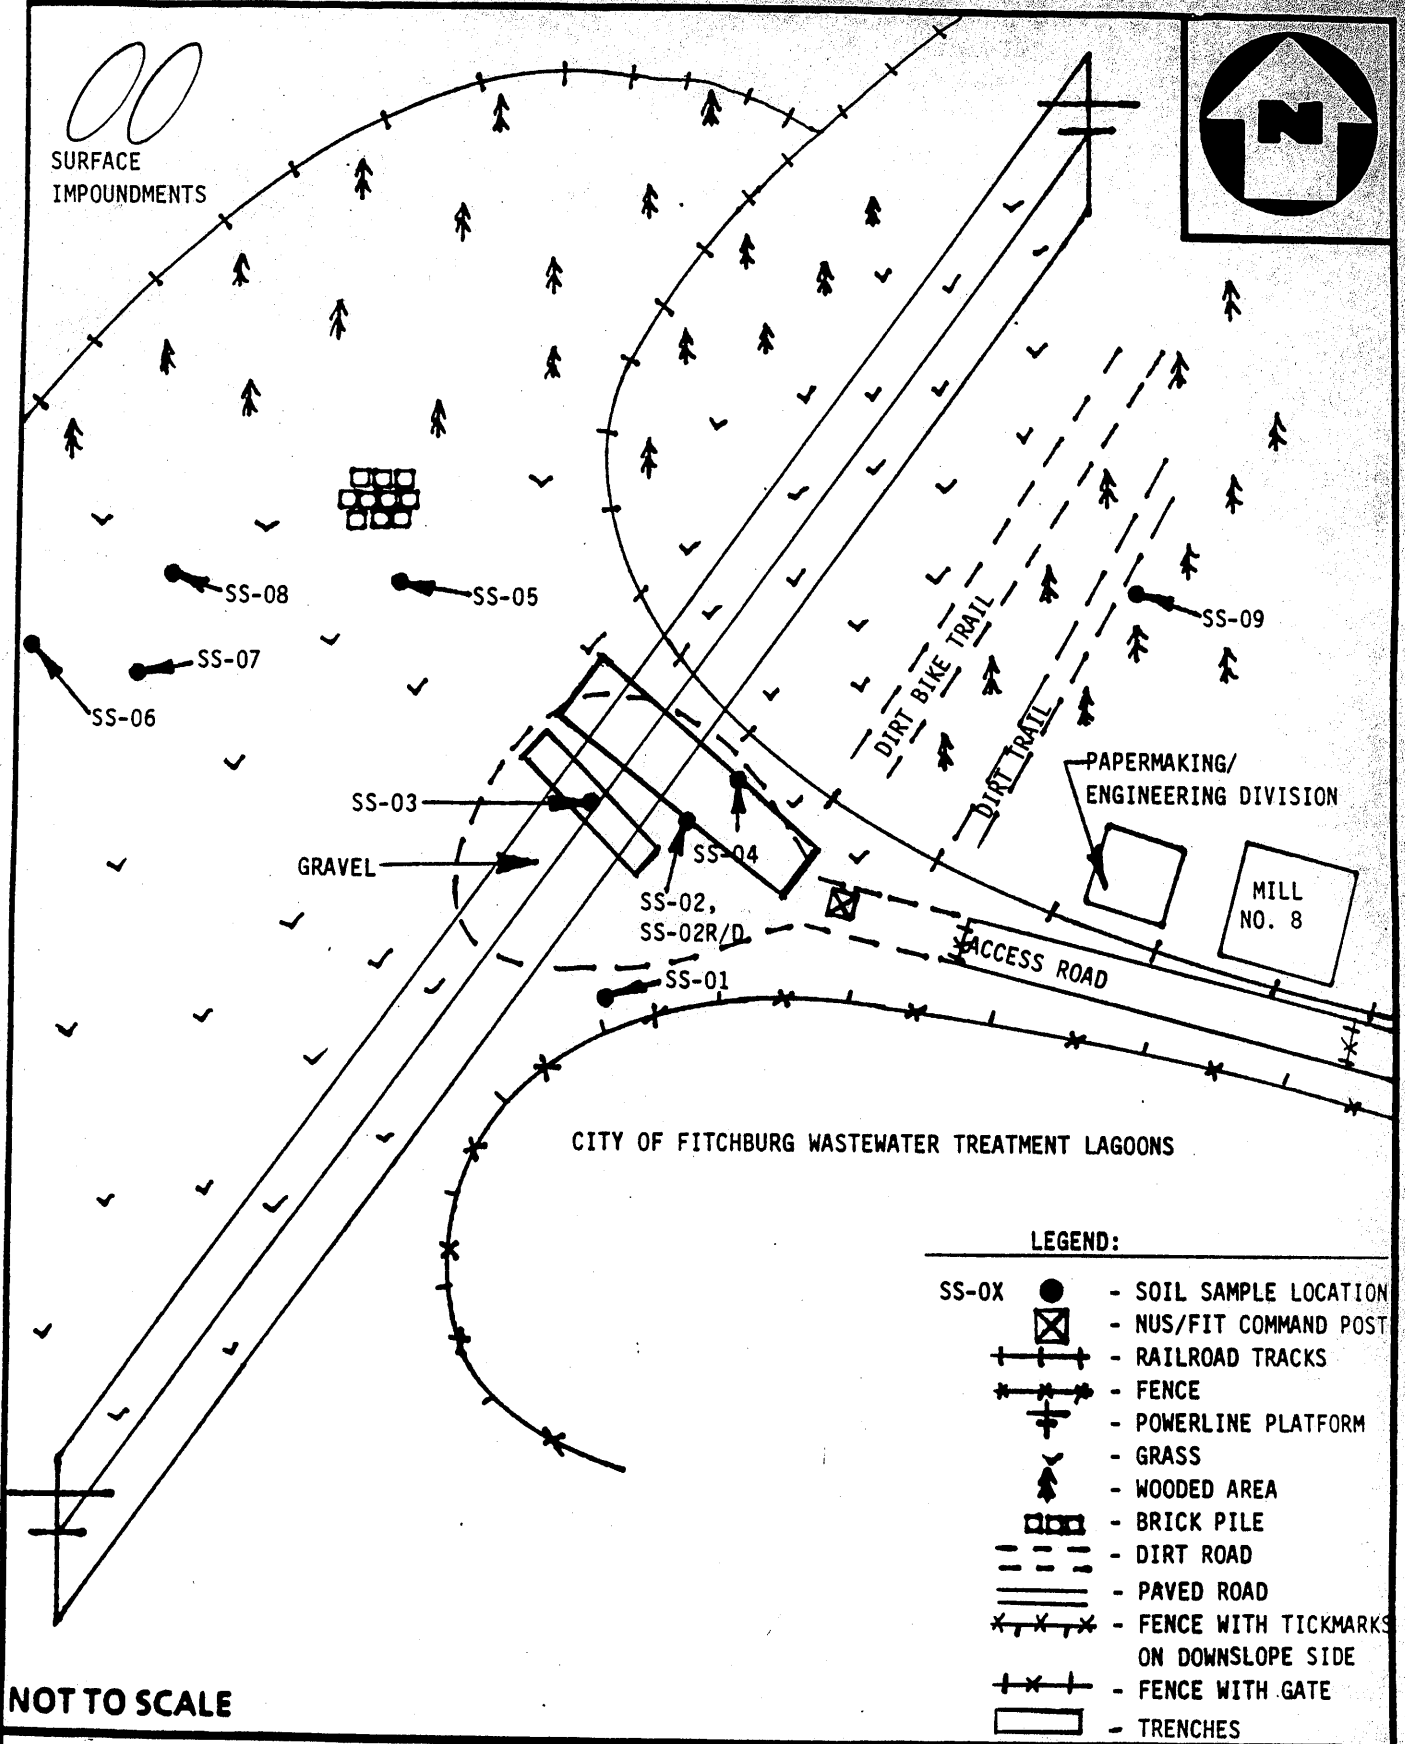 N
SURFACE
IMPOUNDMENTS
SS-08
SS-05
SS-09
SS-07
SS-06
DIRT BIKE TRAIL
DIRT TRAIL
PAPERMAKING/
ENGINEERING DIVISION
SS-03
SS-04
GRAVEL
MILL
NO. 8
SS-02,
SS-02R/D
ACCESS ROAD
SS-01
CITY OF FITCHBURG WASTEWATER TREATMENT LAGOONS
LEGEND:
SS-0X - SOIL SAMPLE LOCATION
- NUS/FIT COMMAND POST
- RAILROAD TRACKS
- FENCE
- POWERLINE PLATFORM
- GRASS
- WOODED AREA
- BRICK PILE
- DIRT ROAD
- PAVED ROAD
- FENCE WITH TICKMARKS
ON DOWNSLOPE SIDE
- FENCE WITH GATE
- TRENCHES
NOT TO SCALE